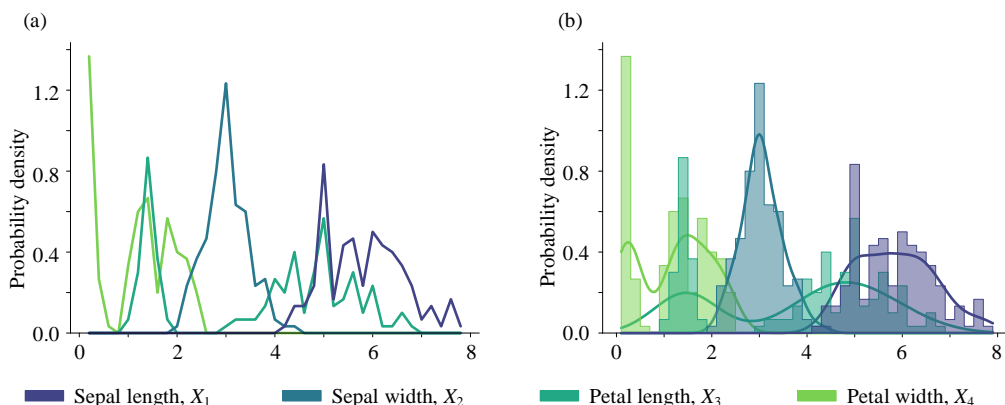 (a)
(b)
Probability density
1.2
0.8
0.4
0.0
0 2 4 6 8
Probability density
1.2
0.8
0.4
0.0
0 2 4 6 8
Sepal length, X1
Sepal width, X2
Petal length, X3
Petal width, X4